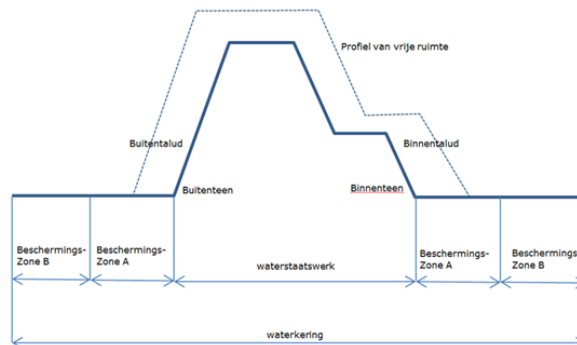 Profiel van vrije ruimte
Buitentalud
Binnentalud
Buitenteen
Binnenteen
Beschermings-
Zone B
Beschermings-
Zone A
waterstaatswerk
Beschermings-
Zone A
Beschermings
Zone B
waterkering